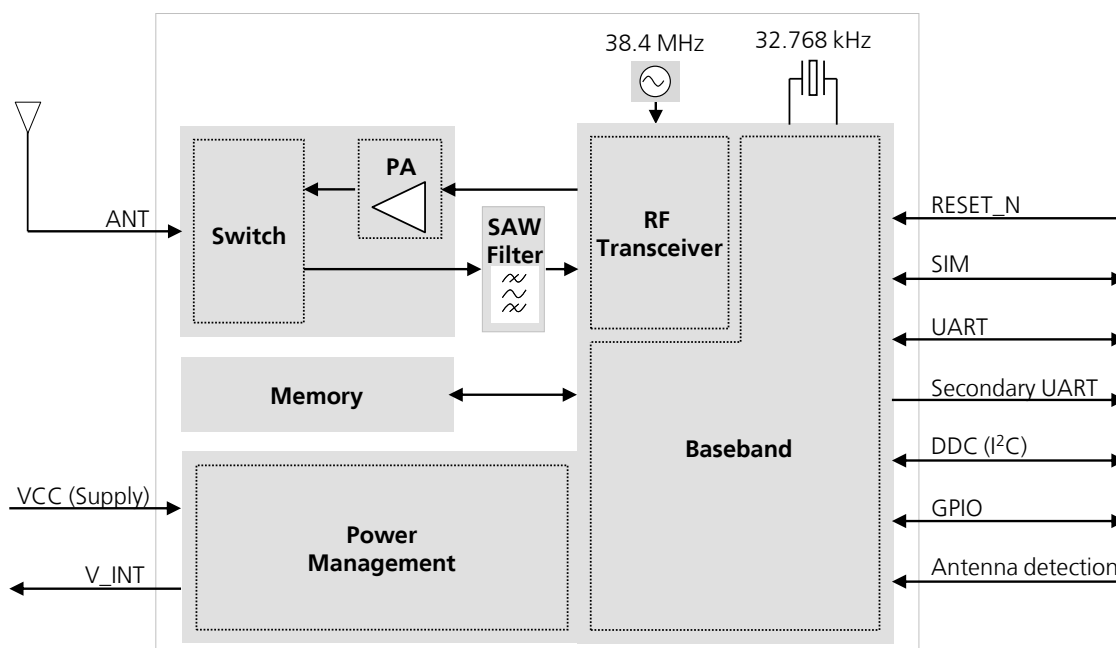 38.4 MHz
32.768 kHz
PA
ANT
Switch
SAW
Filter
RF
Transceiver
RESET_N
SIM
UART
Memory
Secondary UART
Baseband
DDC (I²C)
VCC (Supply)
GPIO
Power
Management
V_INT
Antenna detection